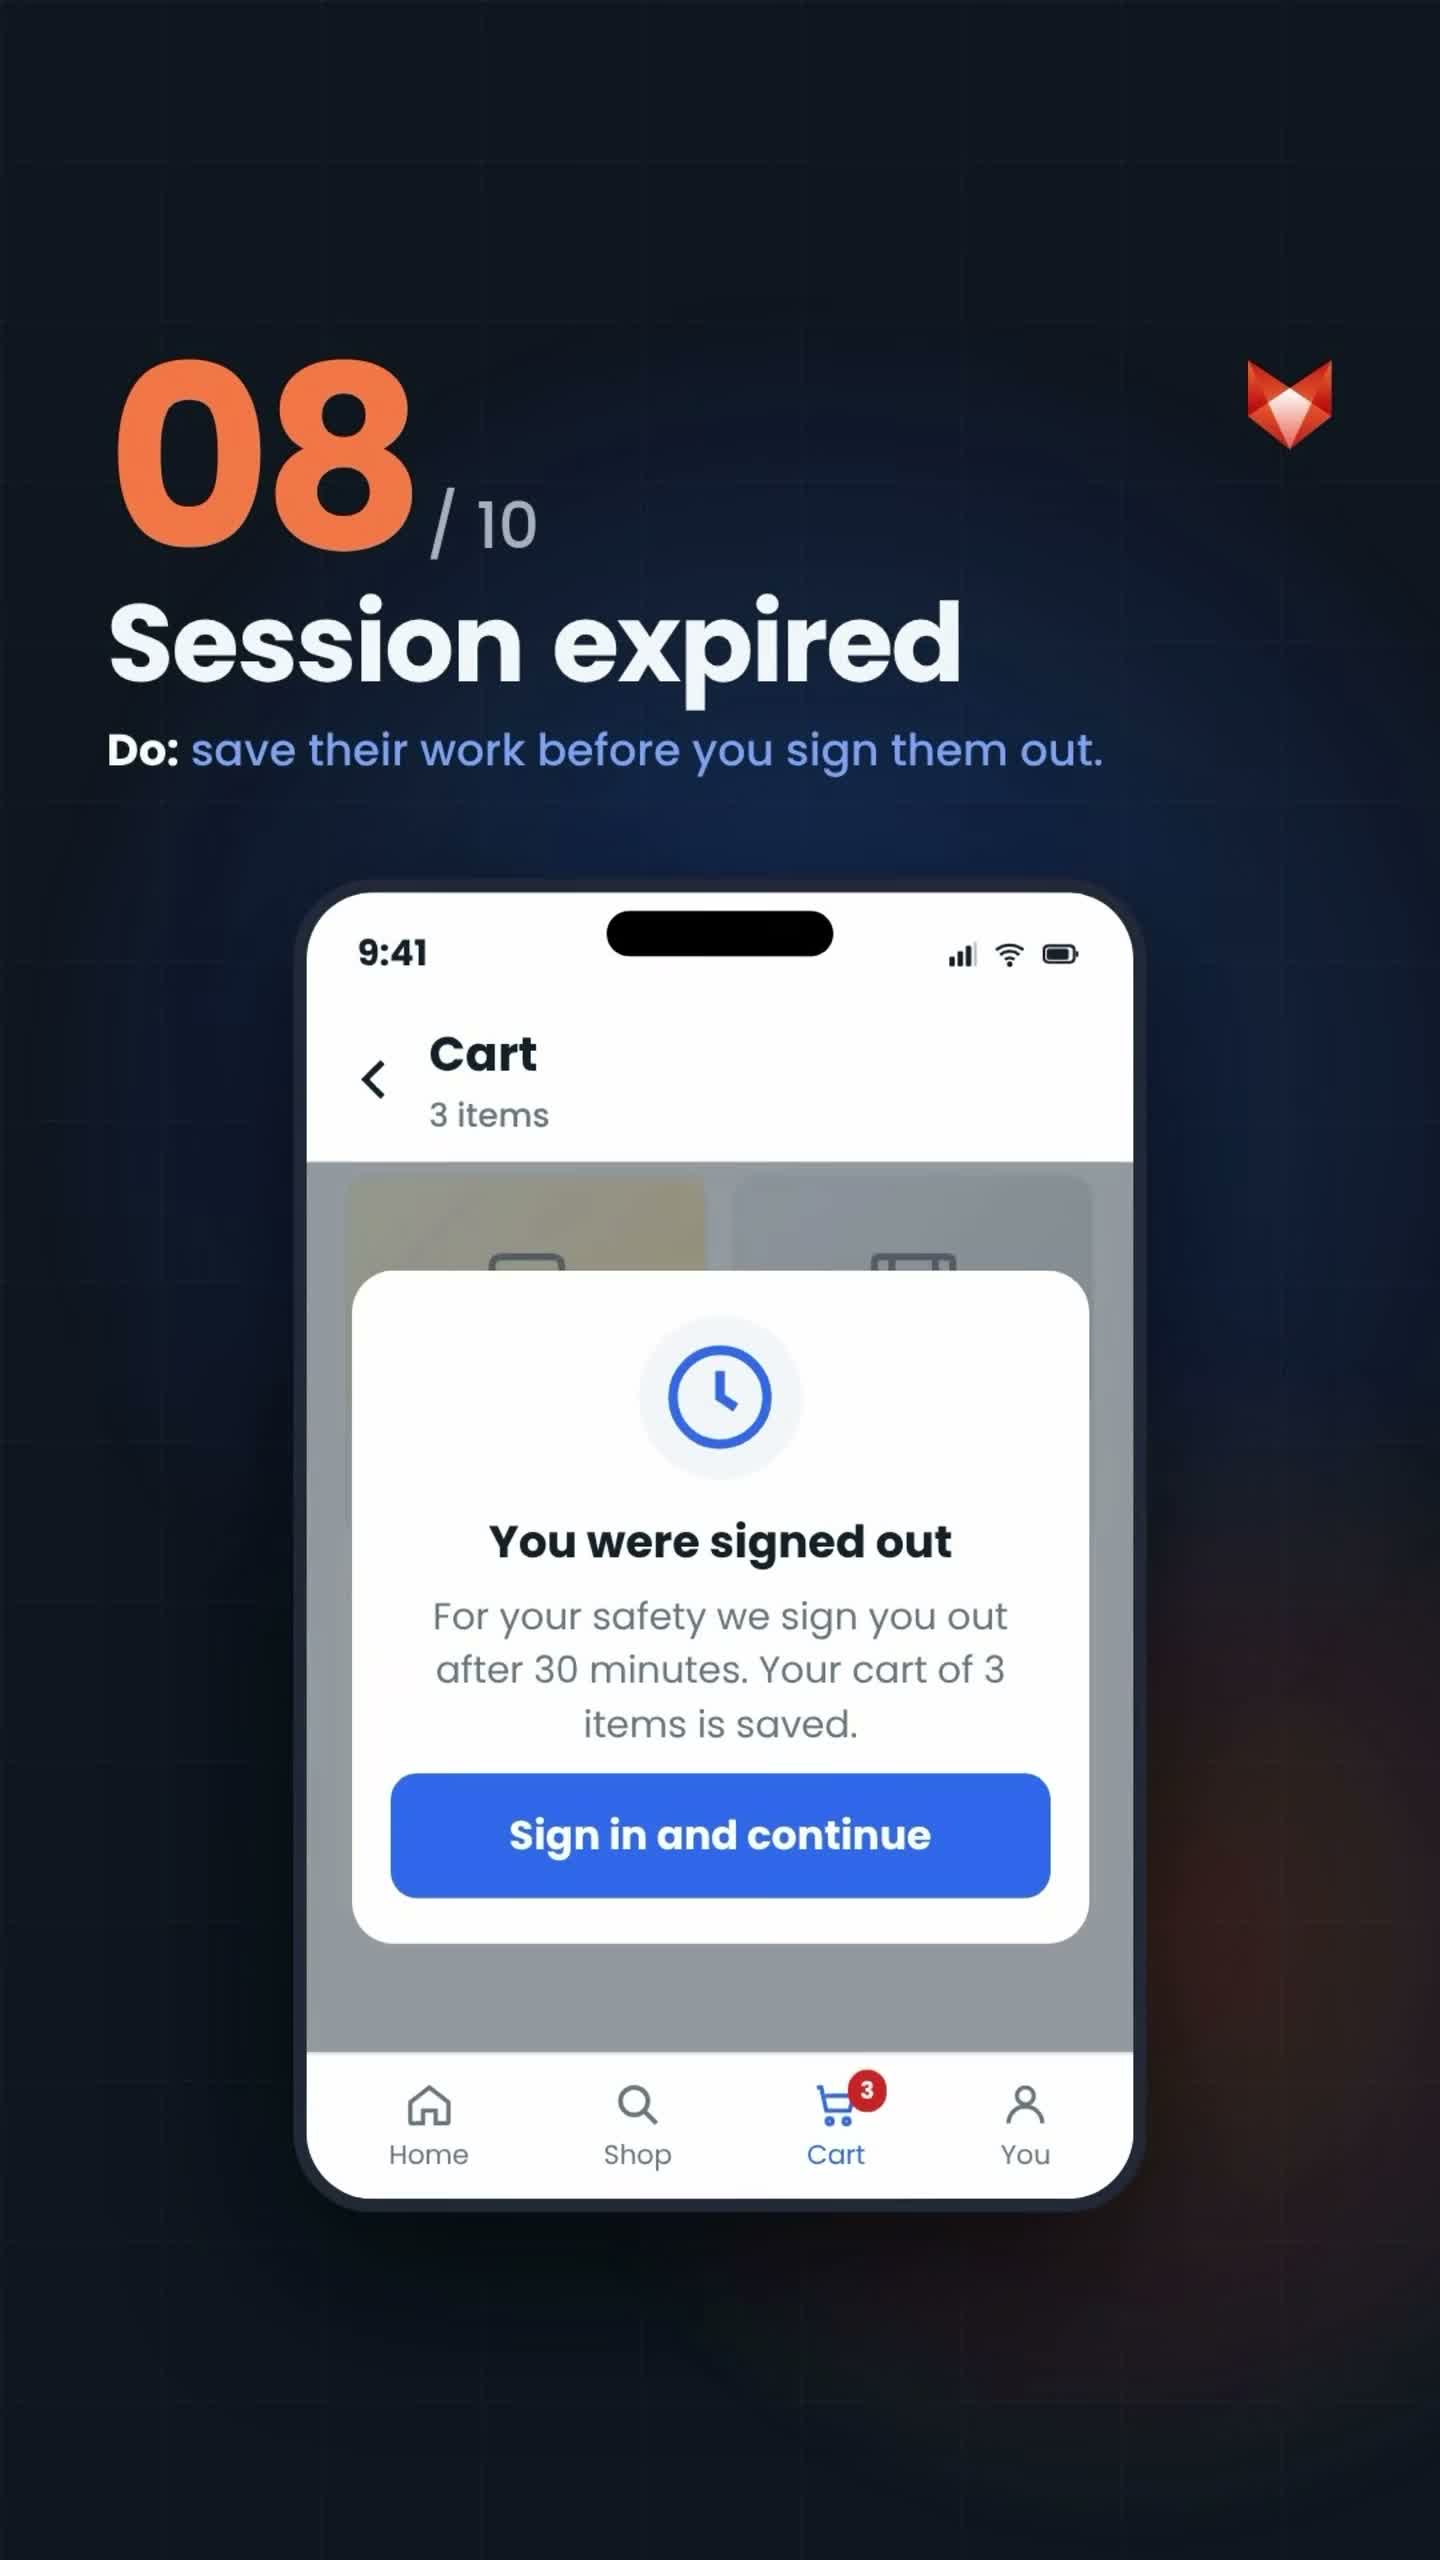 08 / 10
Session expired
Do: save their work before you sign them out.
9:41
Cart
3 items
You were signed out
For your safety we sign you out
after 30 minutes. Your cart of 3
items is saved.
Sign in and continue
3
Home
Shop
Cart
You